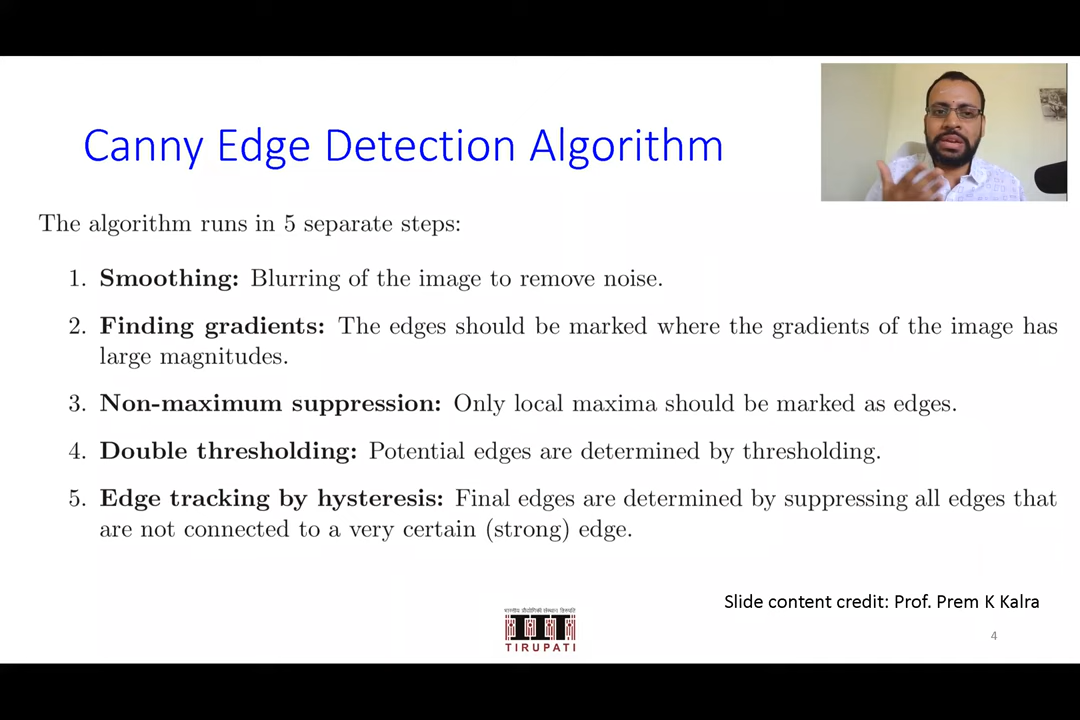 Canny Edge Detection Algorithm
The algorithm runs in 5 separate steps:
1. Smoothing: Blurring of the image to remove noise.
2. Finding gradients: The edges should be marked where the gradients of the image has
large magnitudes.
3. Non-maximum suppression: Only local maxima should be marked as edges.
4. Double thresholding: Potential edges are determined by thresholding.
5. Edge tracking by hysteresis: Final edges are determined by suppressing all edges that
are not connected to a very certain (strong) edge.
Slide content credit: Prof. Prem K Kalra
भारतीय प्रौद्योगिकी संस्थान तिरुपति
TIRUPATI
4